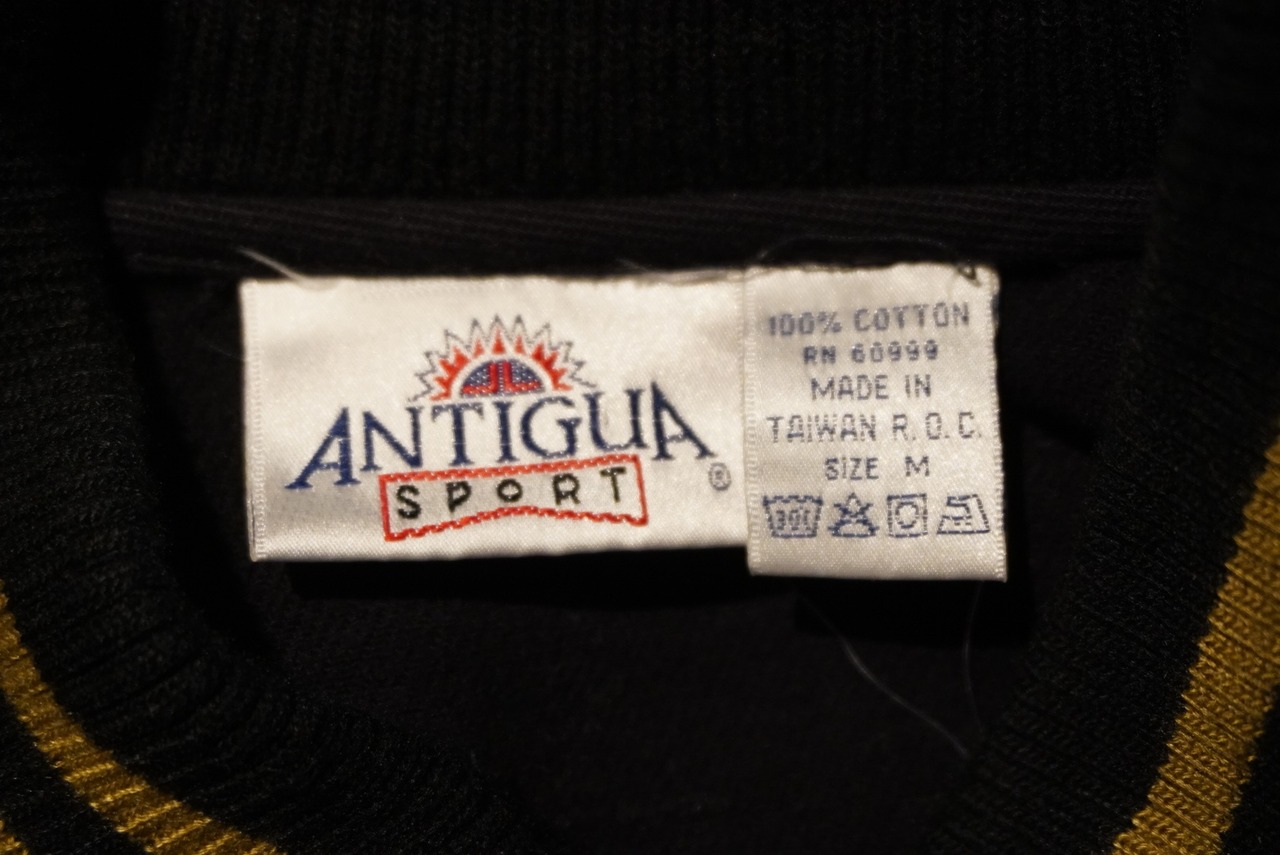 ANTIGUA
SPORT
®
100% COTTON
RN 60999
MADE IN
TAIWAN R.O.C.
SIZE M